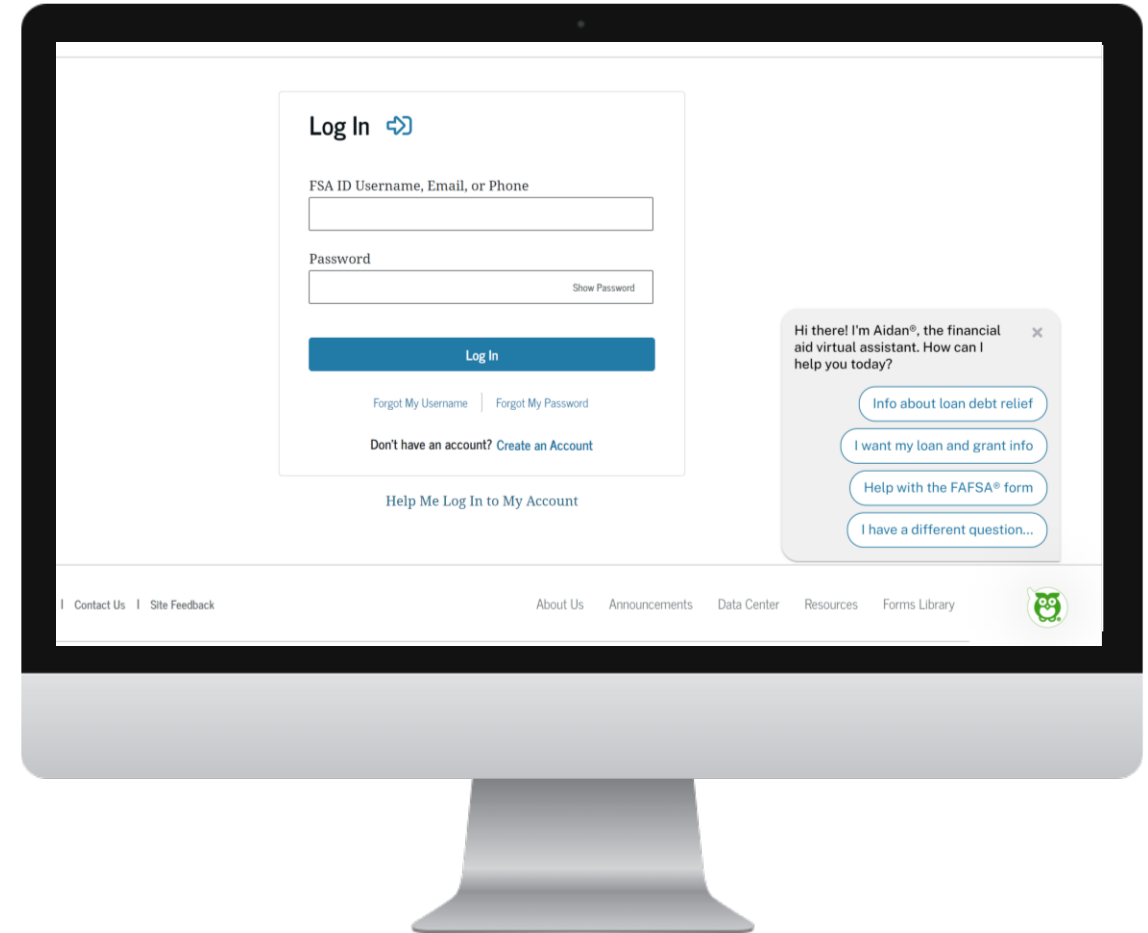 Log In
FSA ID Username, Email, or Phone
Password
Show Password
Log In
Forgot My Username | Forgot My Password
Don't have an account? Create an Account
Help Me Log In to My Account
Hi there! I'm Aidan®, the financial
aid virtual assistant. How can I
help you today?
Info about loan debt relief
I want my loan and grant info
Help with the FAFSA® form
I have a different question...
| Contact Us | Site Feedback
About Us Announcements Data Center Resources Forms Library